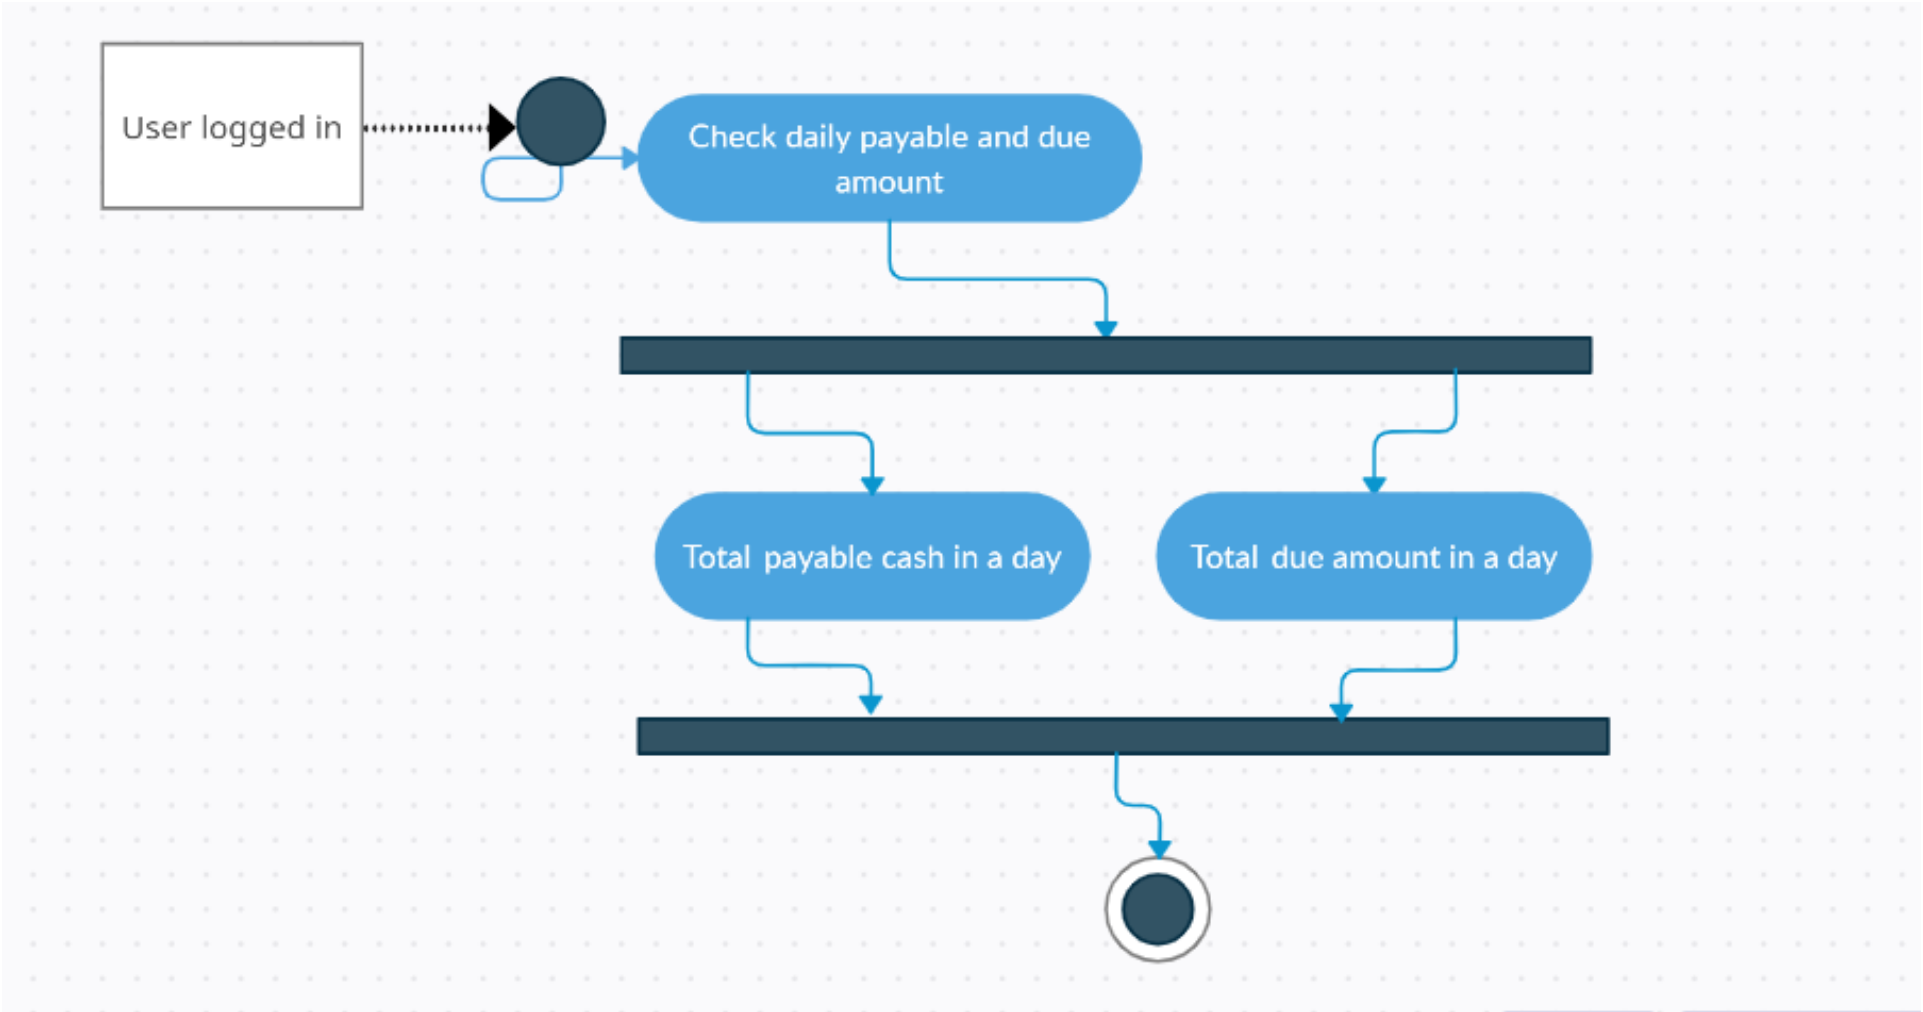 User logged in
Check daily payable and due
amount
Total payable cash in a day
Total due amount in a day